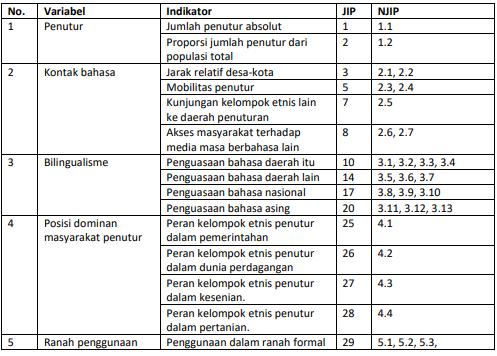 No. Variabel Indikator JIP NJIP
1 Penutur Jumlah penutur absolut 1 1.1
Proporsi jumlah penutur dari 2 1.2
populasi total
2 Kontak bahasa Jarak relatif desa-kota 3 2.1, 2.2
Mobilitas penutur 5 2.3, 2.4
Kunjungan kelompok etnis lain 7 2.5
ke daerah penuturan
Akses masyarakat terhadap 8 2.6, 2.7
media masa berbahasa lain
3 Bilingualisme Penguasaan bahasa daerah itu 10 3.1, 3.2, 3.3, 3.4
Penguasaan bahasa daerah lain 14 3.5, 3.6, 3.7
Penguasaan bahasa nasional 17 3.8, 3.9, 3.10
Penguasaan bahasa asing 20 3.11, 3.12, 3.13
4 Posisi dominan Peran kelompok etnis penutur 25 4.1
masyarakat penutur dalam pemerintahan
Peran kelompok etnis penutur 26 4.2
dalam dunia perdagangan
Peran kelompok etnis penutur 27 4.3
dalam kesenian.
Peran kelompok etnis penutur 28 4.4
dalam pertanian.
5 Ranah penggunaan Penggunaan dalam ranah formal 29 5.1, 5.2, 5.3,